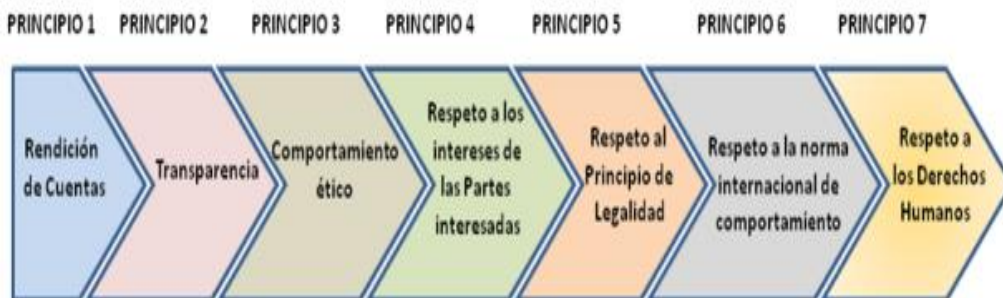 PRINCIPIO 1 PRINCIPIO 2 PRINCIPIO 3 PRINCIPIO 4 PRINCIPIO 5 PRINCIPIO 6 PRINCIPIO 7
Rendición
de Cuentas
Transparencia
Comportamiento
ético
Respeto a los
intereses de
las Partes
interesadas
Respeto al
Principio de
Legalidad
Respeto a la norma
internacional de
comportamiento
Respeto a
los Derechos
Humanos